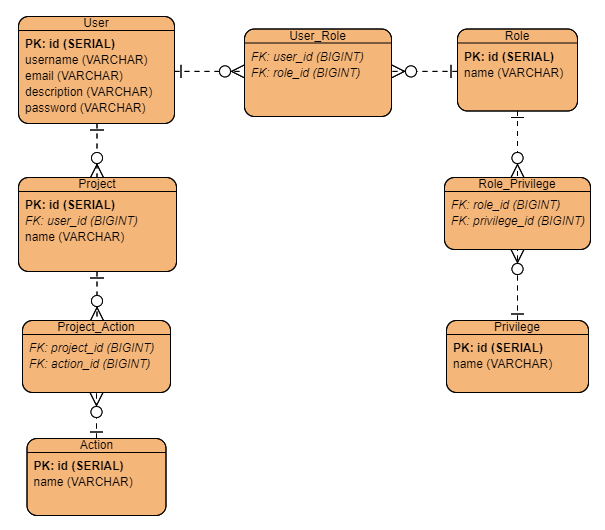 User
PK: id (SERIAL)
username (VARCHAR)
email (VARCHAR)
description (VARCHAR)
password (VARCHAR)
User_Role
FK: user_id (BIGINT)
FK: role_id (BIGINT)
Role
PK: id (SERIAL)
name (VARCHAR)
Project
PK: id (SERIAL)
FK: user_id (BIGINT)
name (VARCHAR)
Role_Privilege
FK: role_id (BIGINT)
FK: privilege_id (BIGINT)
Project_Action
FK: project_id (BIGINT)
FK: action_id (BIGINT)
Privilege
PK: id (SERIAL)
name (VARCHAR)
Action
PK: id (SERIAL)
name (VARCHAR)